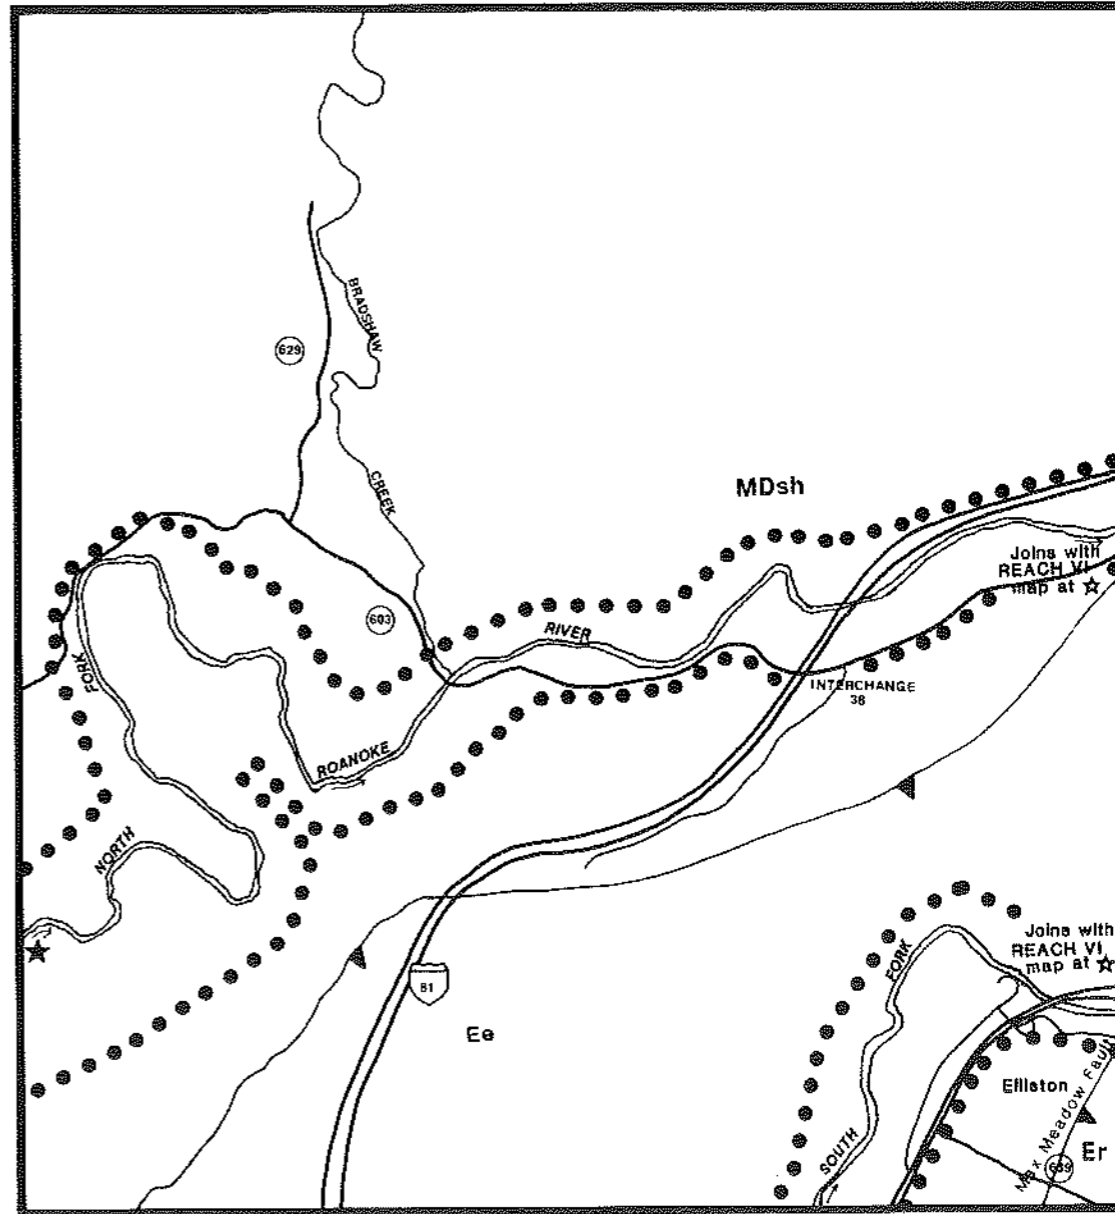 BRADSHAW
629
CREEK
MDsh
Joins with
REACH VI
map at
603
RIVER
FORK
INTERCHANGE
38
ROANOKE
NORTH
Joins with
REACH VI
map at
FORK
81
Ee
Elliston
Max Meadow Fault
SOUTH
Er
639